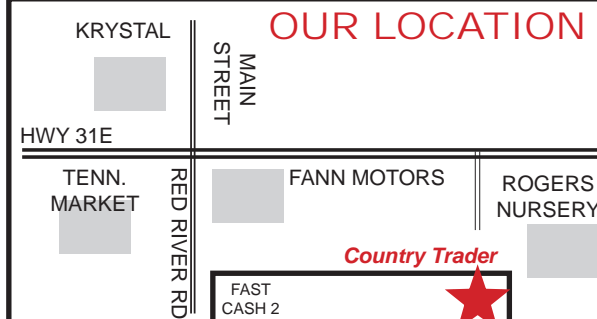 OUR LOCATION
KRYSTAL
MAIN
STREET
HWY 31E
TENN.
MARKET
RED RIVER RD
FANN MOTORS
ROGERS
NURSERY
Country Trader
FAST
CASH 2